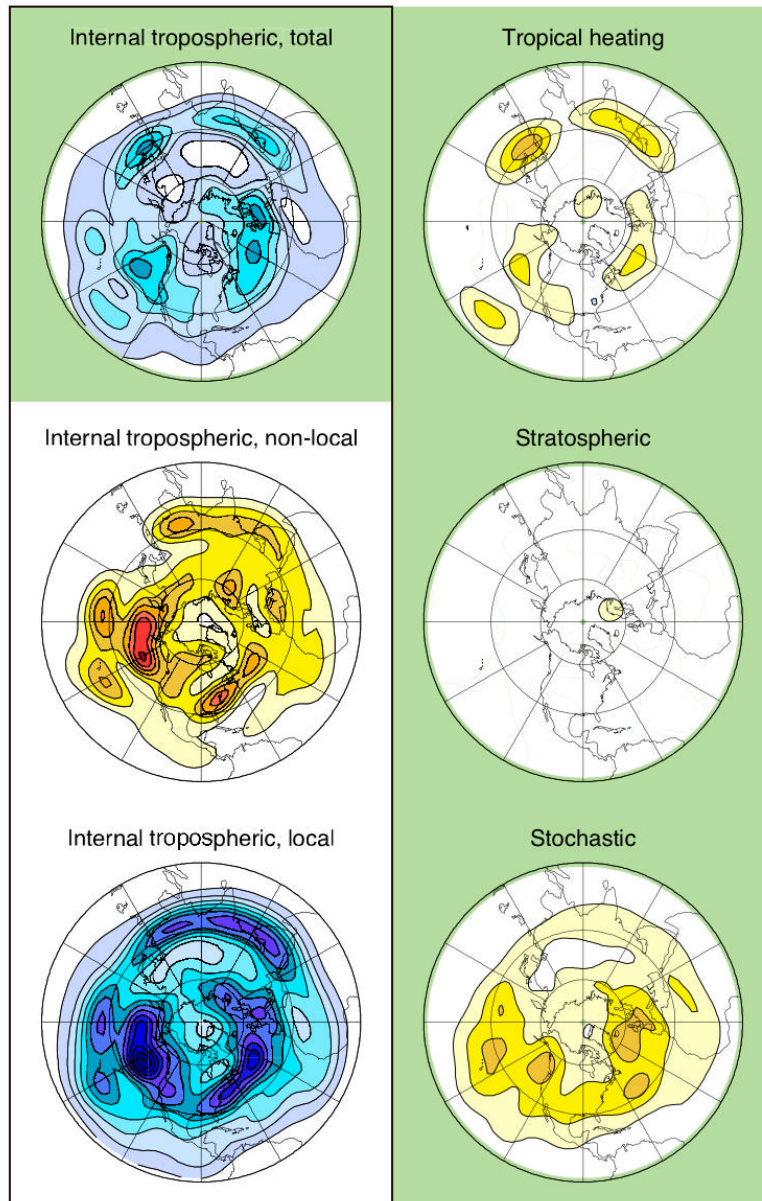 Internal tropospheric, total
Tropical heating
Internal tropospheric, non-local
Stratospheric
Internal tropospheric, local
Stochastic